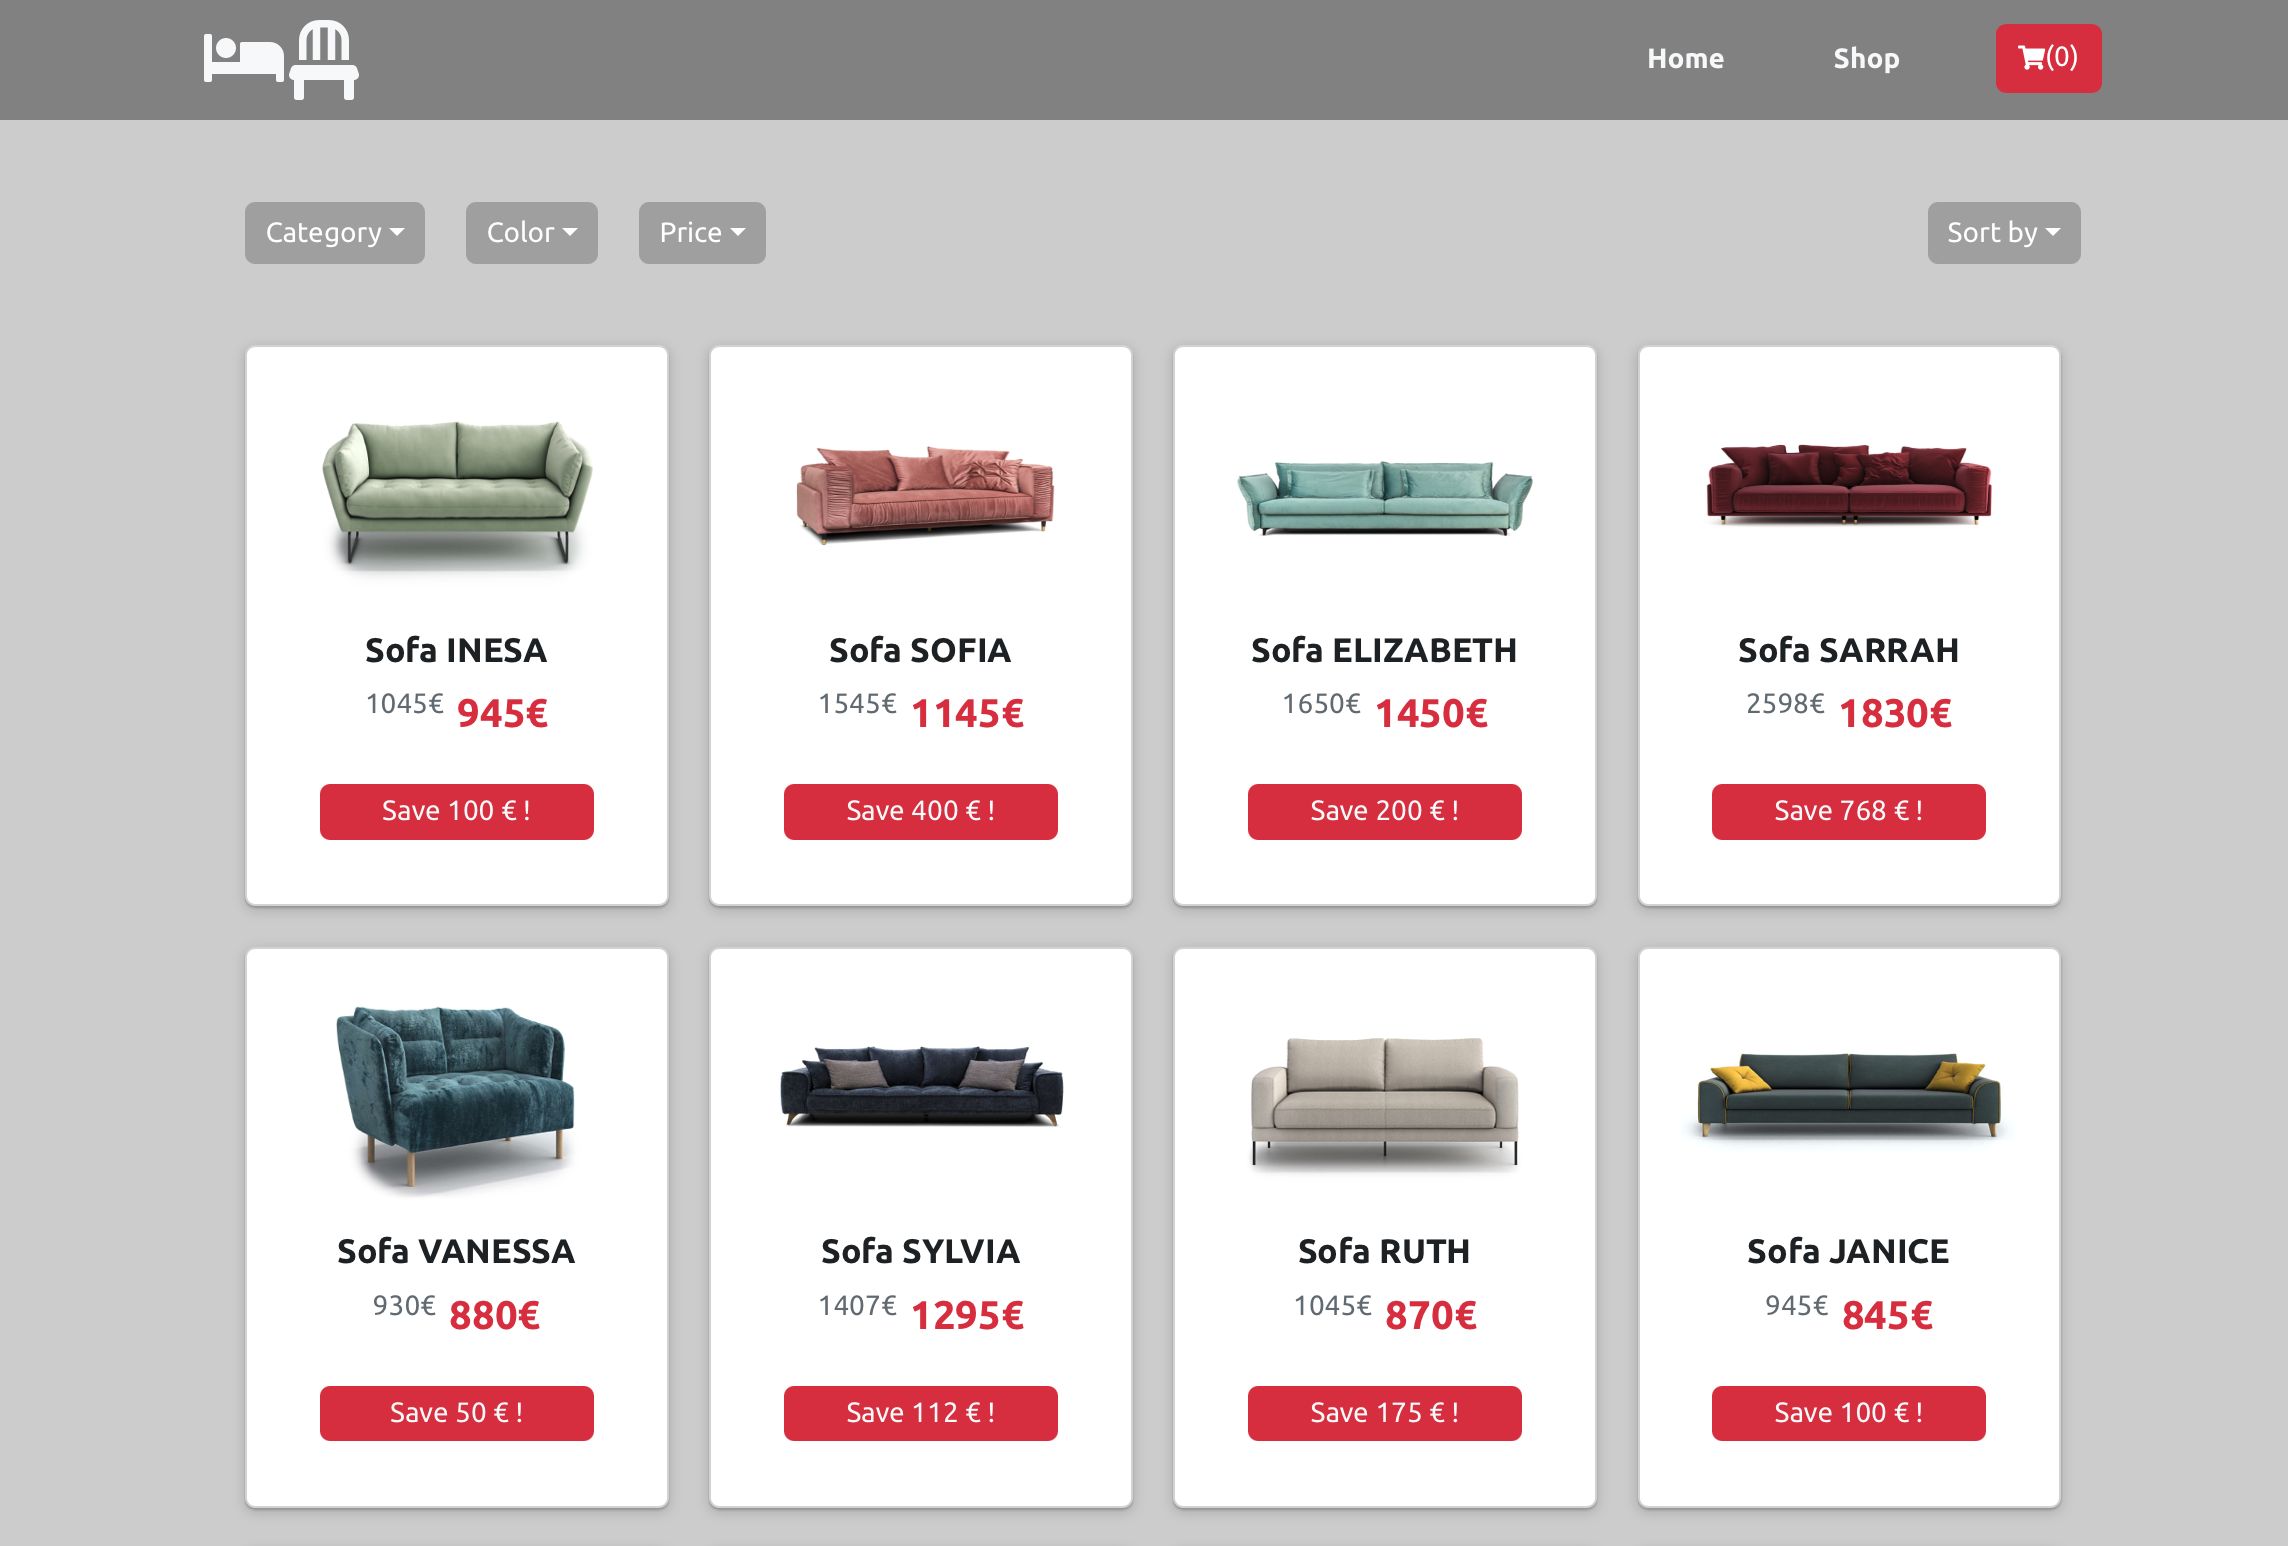 Home
Shop
(0)
Category
Color
Price
Sort by
Sofa INESA
1045€ 945€
Save 100 € !
Sofa SOFIA
1545€ 1145€
Save 400 € !
Sofa ELIZABETH
1650€ 1450€
Save 200 € !
Sofa SARRAH
2598€ 1830€
Save 768 € !
Sofa VANESSA
930€ 880€
Save 50 € !
Sofa SYLVIA
1407€ 1295€
Save 112 € !
Sofa RUTH
1045€ 870€
Save 175 € !
Sofa JANICE
945€ 845€
Save 100 € !